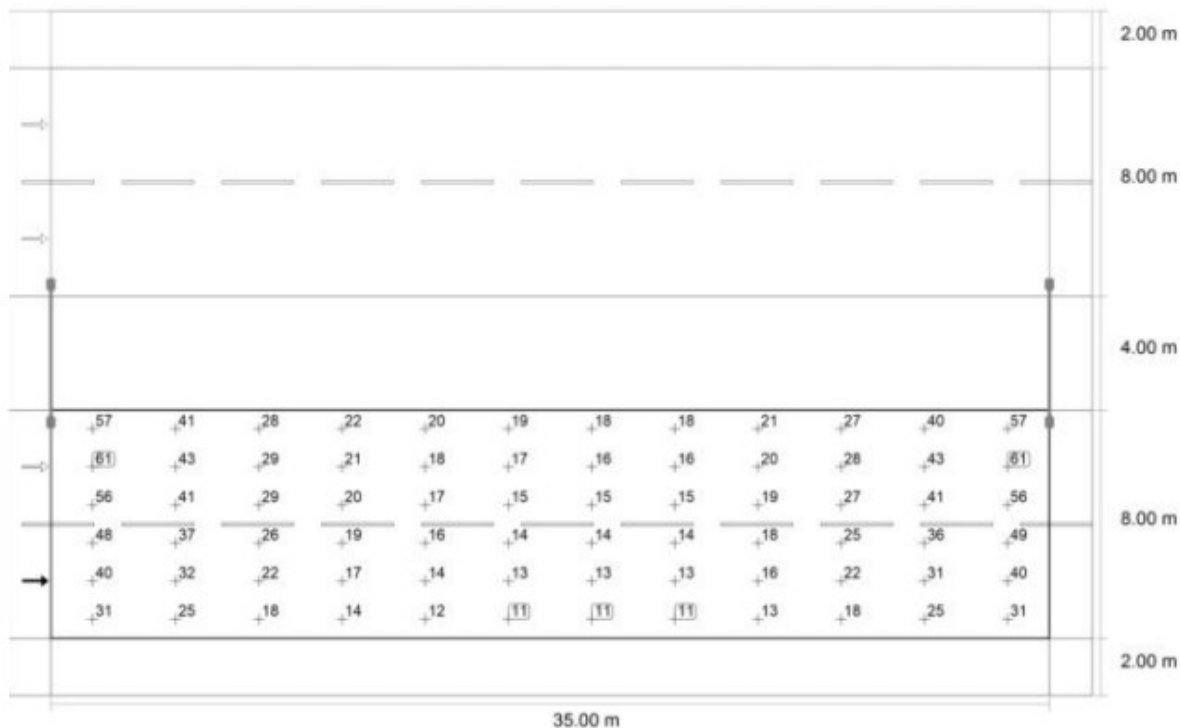 2.00 m
8.00 m
4.00 m
57 41 28 22 20 19 18 18 21 27 40 57
61 43 29 21 18 17 16 16 20 28 43 61
56 41 29 20 17 15 15 15 19 27 41 56
8.00 m
48 37 26 19 16 14 14 14 18 25 36 49
40 32 22 17 14 13 13 13 16 22 31 40
31 25 18 14 12 11 11 11 13 18 25 31
2.00 m
35.00 m